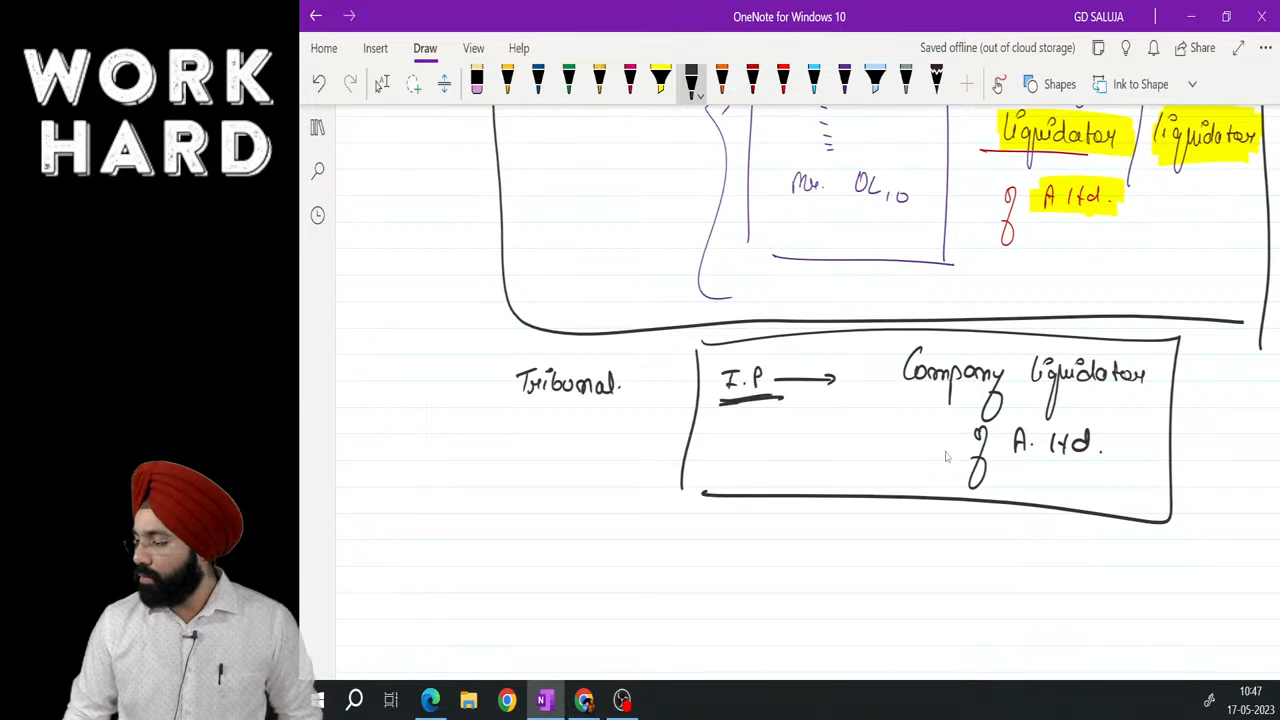 WORK
HARD
OneNote for Windows 10
GD SALUJA
Home
Insert
Draw
View
Help
Saved offline (out of cloud storage)
Share
Shapes
Ink to Shape
liquidator
liquidator
Mr. OL10
of A Ltd.
Tribunal.
I.P
Company liquidator
of A. Ltd.
10:47
17-05-2023